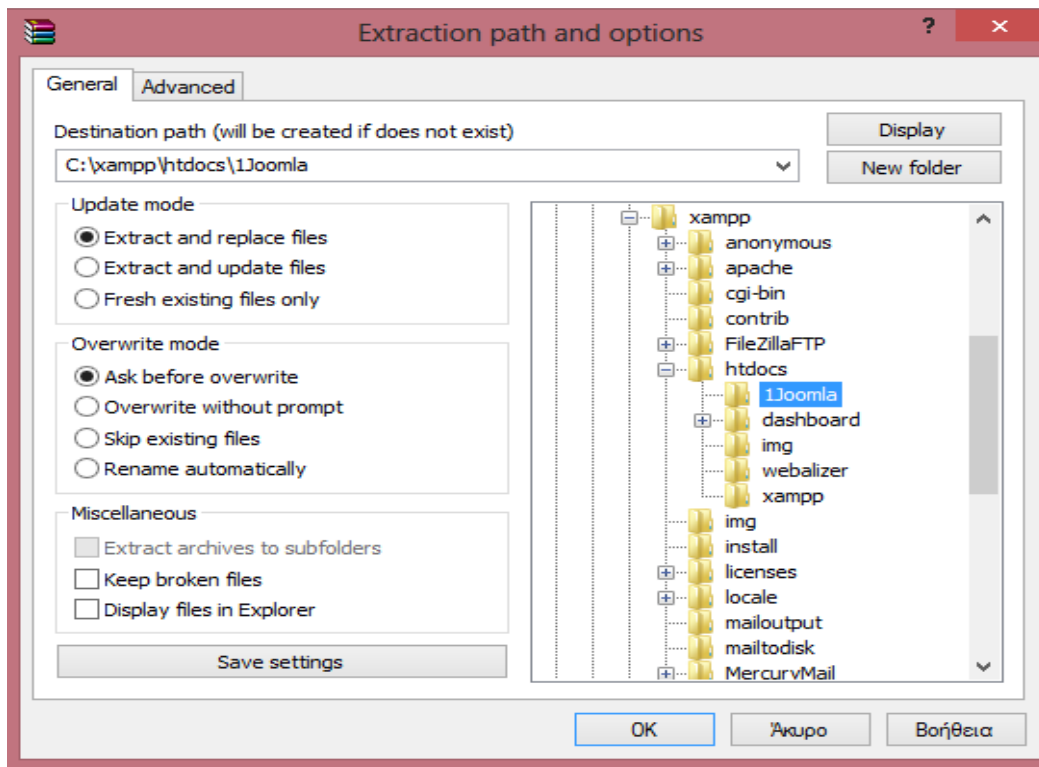 Extraction path and options
?
General
Advanced
Destination path (will be created if does not exist)
C:\xampp\htdocs\1Joomla
Display
New folder
Update mode
Extract and replace files
Extract and update files
Fresh existing files only
Overwrite mode
Ask before overwrite
Overwrite without prompt
Skip existing files
Rename automatically
Miscellaneous
Extract archives to subfolders
Keep broken files
Display files in Explorer
Save settings
xampp
anonymous
apache
cgi-bin
contrib
FileZillaFTP
htdocs
1Joomla
dashboard
img
webalizer
xampp
img
install
licenses
locale
mailoutput
mailtodisk
MercuryMail
OK
Άκυρο
Βοήθεια